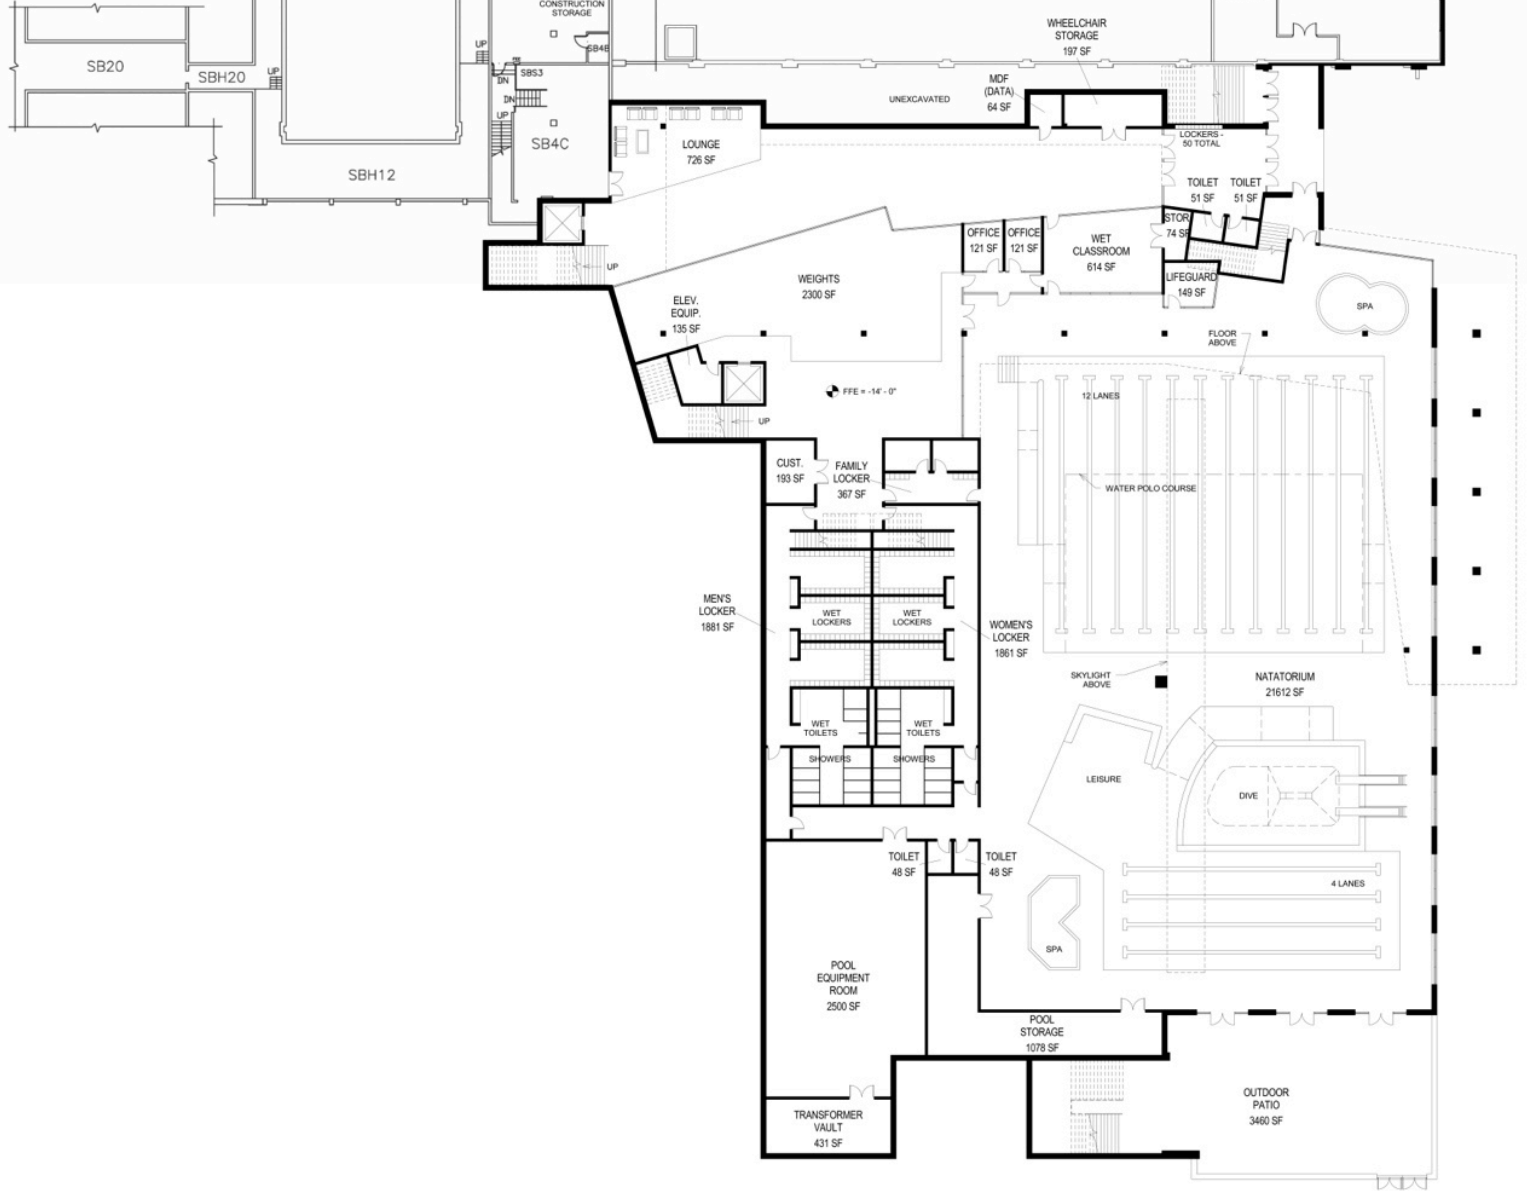 CONSTRUCTION
STORAGE
SB4E
UP
SB20
SBH20
UP
DN
SBS3
DN
UP
SB4C
SBH12
WHEELCHAIR
STORAGE
197 SF
MDF
(DATA)
64 SF
UNEXCAVATED
LOUNGE
726 SF
LOCKERS -
50 TOTAL
TOILET
51 SF
TOILET
51 SF
STOR
74 SF
OFFICE
121 SF
OFFICE
121 SF
WET
CLASSROOM
614 SF
LIFEGUARD
149 SF
UP
WEIGHTS
2300 SF
ELEV.
EQUIP.
135 SF
SPA
FLOOR
ABOVE
FFE = -14' - 0"
12 LANES
UP
CUST.
193 SF
FAMILY
LOCKER
367 SF
WATER POLO COURSE
MEN'S
LOCKER
1881 SF
WET
LOCKERS
WET
LOCKERS
WOMEN'S
LOCKER
1861 SF
SKYLIGHT
ABOVE
NATATORIUM
21612 SF
WET
TOILETS
WET
TOILETS
SHOWERS
SHOWERS
LEISURE
DIVE
TOILET
48 SF
TOILET
48 SF
4 LANES
SPA
POOL
EQUIPMENT
ROOM
2500 SF
POOL
STORAGE
1078 SF
OUTDOOR
PATIO
3460 SF
TRANSFORMER
VAULT
431 SF